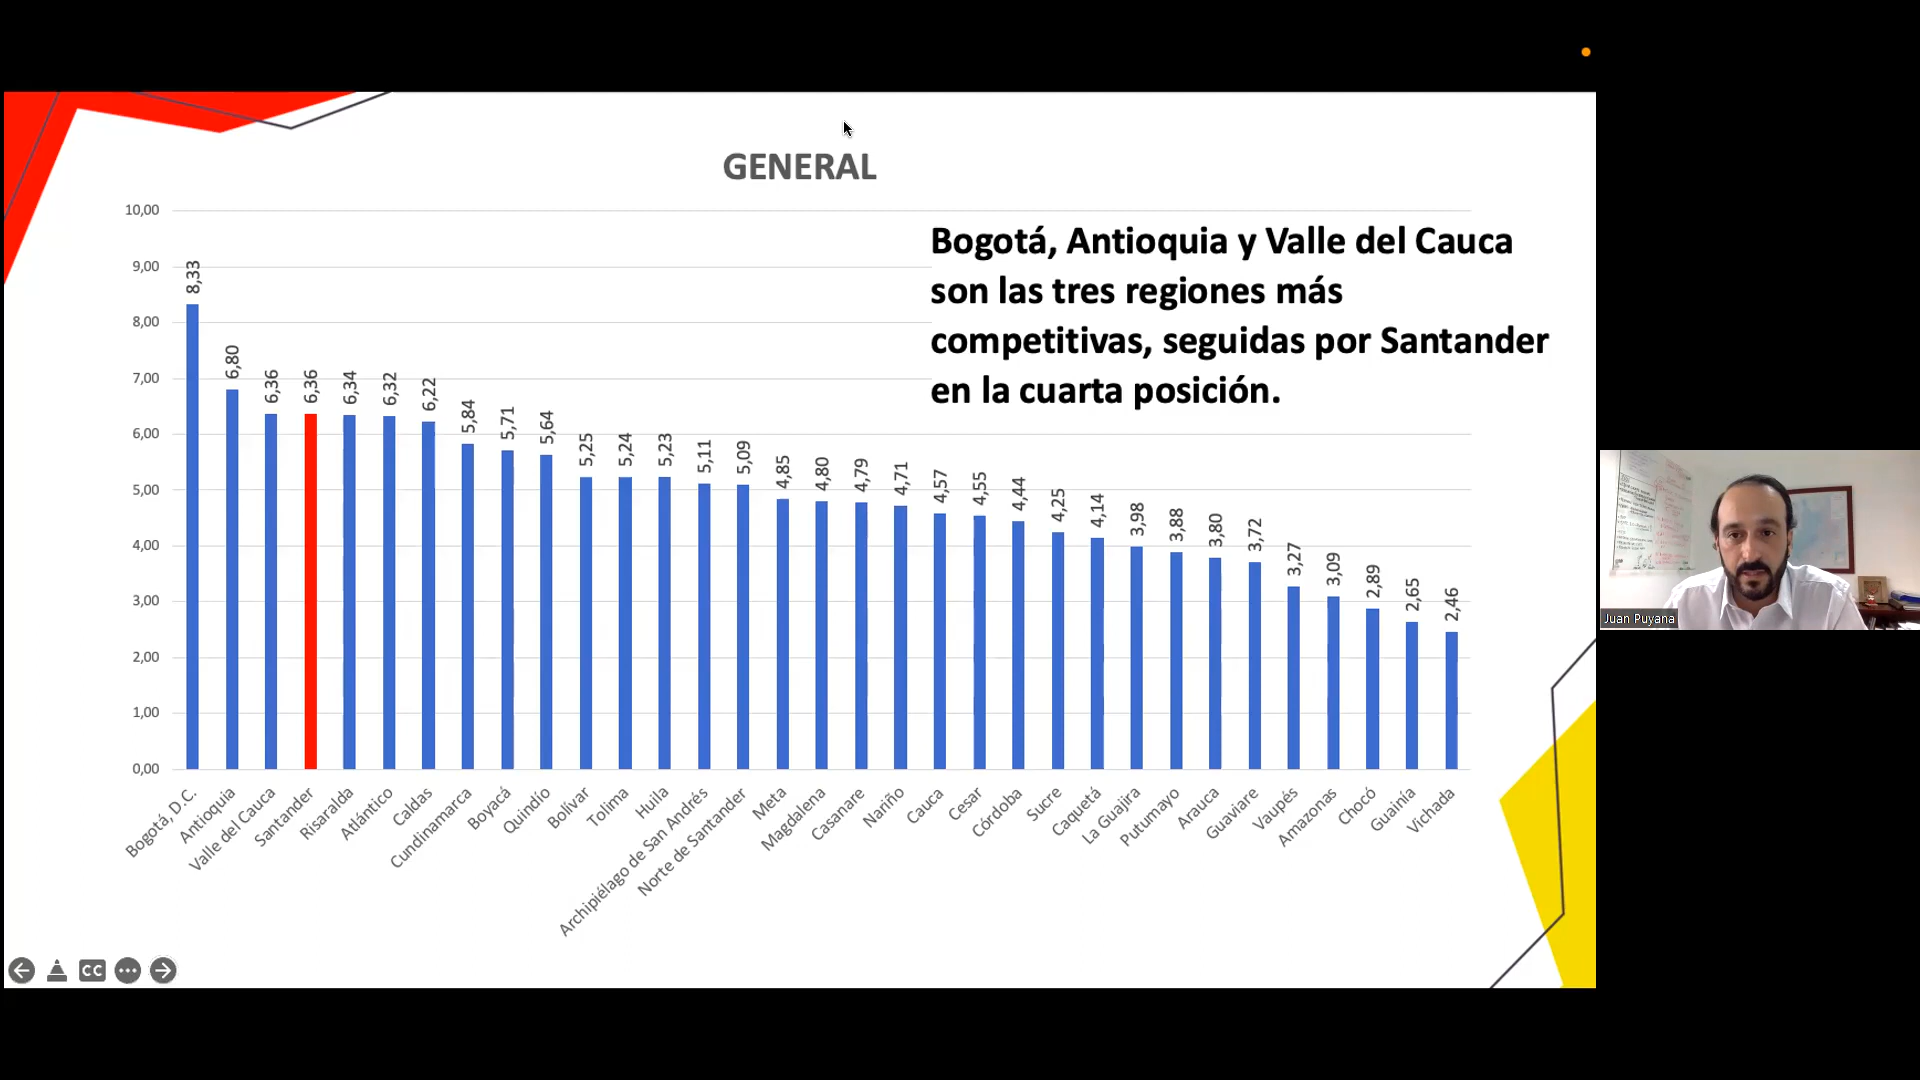 GENERAL
Bogotá, Antioquia y Valle del Cauca
son las tres regiones más
competitivas, seguidas por Santander
en la cuarta posición.
10,00
9,00
8,00
7,00
6,00
5,00
4,00
3,00
2,00
1,00
0,00
8,33
6,80
6,36
6,36
6,34
6,32
6,22
5,84
5,71
5,64
5,25
5,24
5,23
5,11
5,09
4,85
4,80
4,79
4,71
4,57
4,55
4,44
4,25
4,14
3,98
3,88
3,80
3,72
3,27
3,09
2,89
2,65
2,46
Bogotá, D.C.
Antioquia
Valle del Cauca
Santander
Risaralda
Atlántico
Caldas
Cundinamarca
Boyacá
Quindío
Bolívar
Tolima
Huila
Archipiélago de San Andrés
Norte de Santander
Meta
Magdalena
Casanare
Nariño
Cauca
Cesar
Córdoba
Sucre
Caquetá
La Guajira
Putumayo
Arauca
Guaviare
Vaupés
Amazonas
Chocó
Guainía
Vichada
CC
Juan Puyana